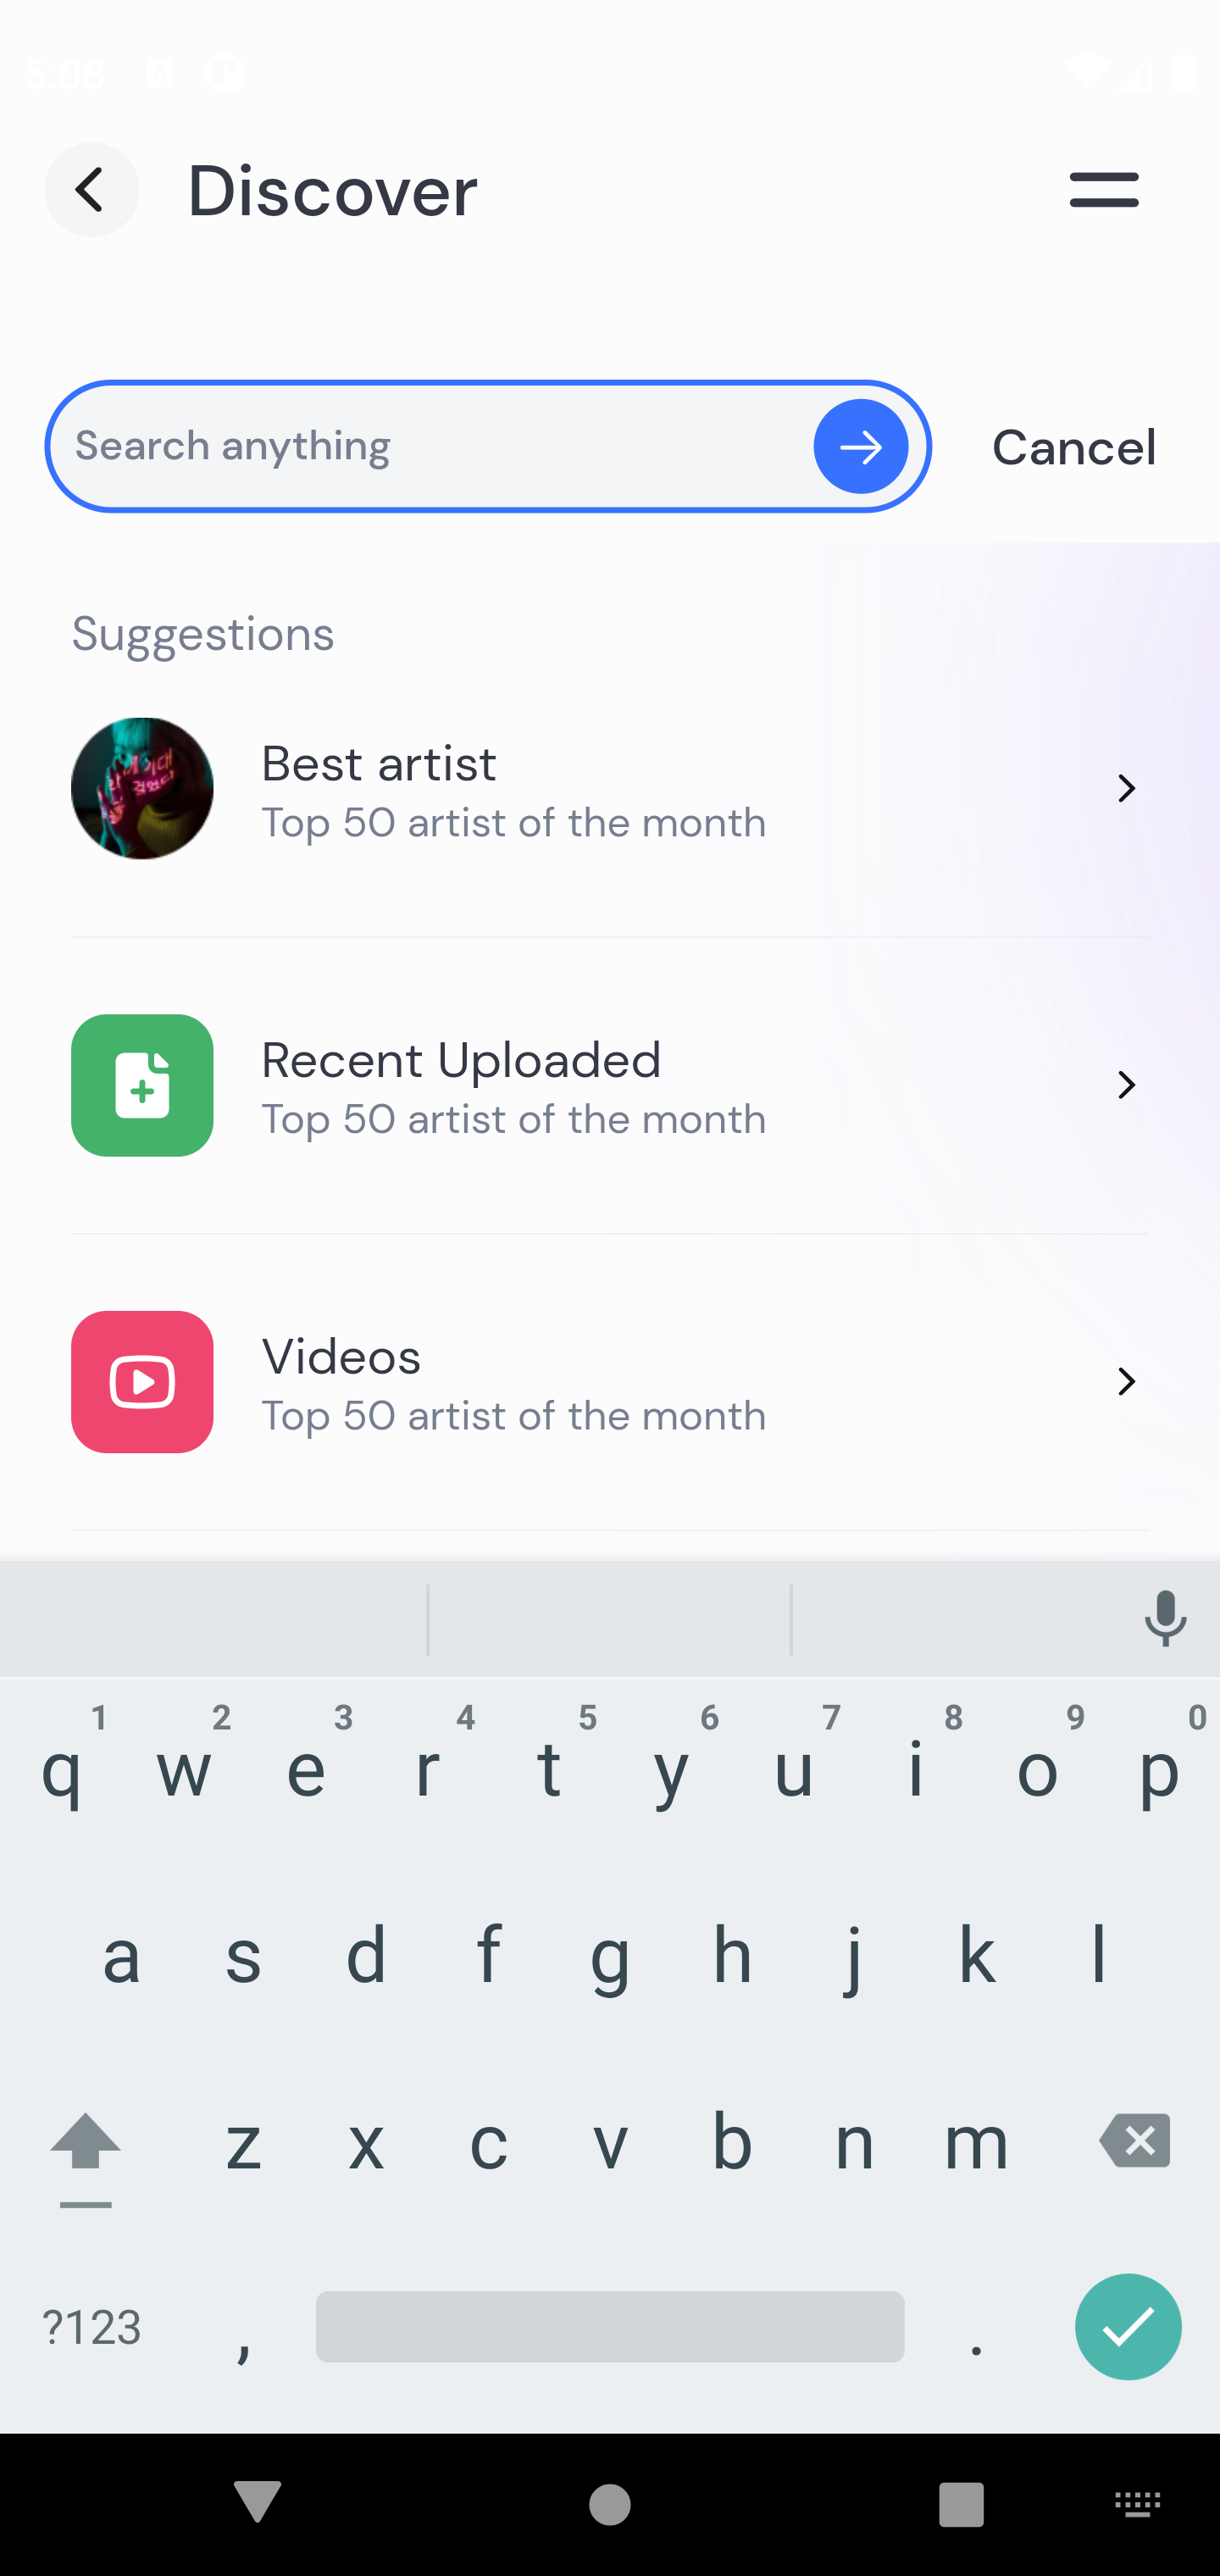 5:08
Discover
Search anything
Cancel
Suggestions
Best artist
Top 50 artist of the month
Recent Uploaded
Top 50 artist of the month
Videos
Top 50 artist of the month
1 2 3 4 5 6 7 8 9 0
q w e r t y u i o p
a s d f g h j k l
z x c v b n m
?123 , .